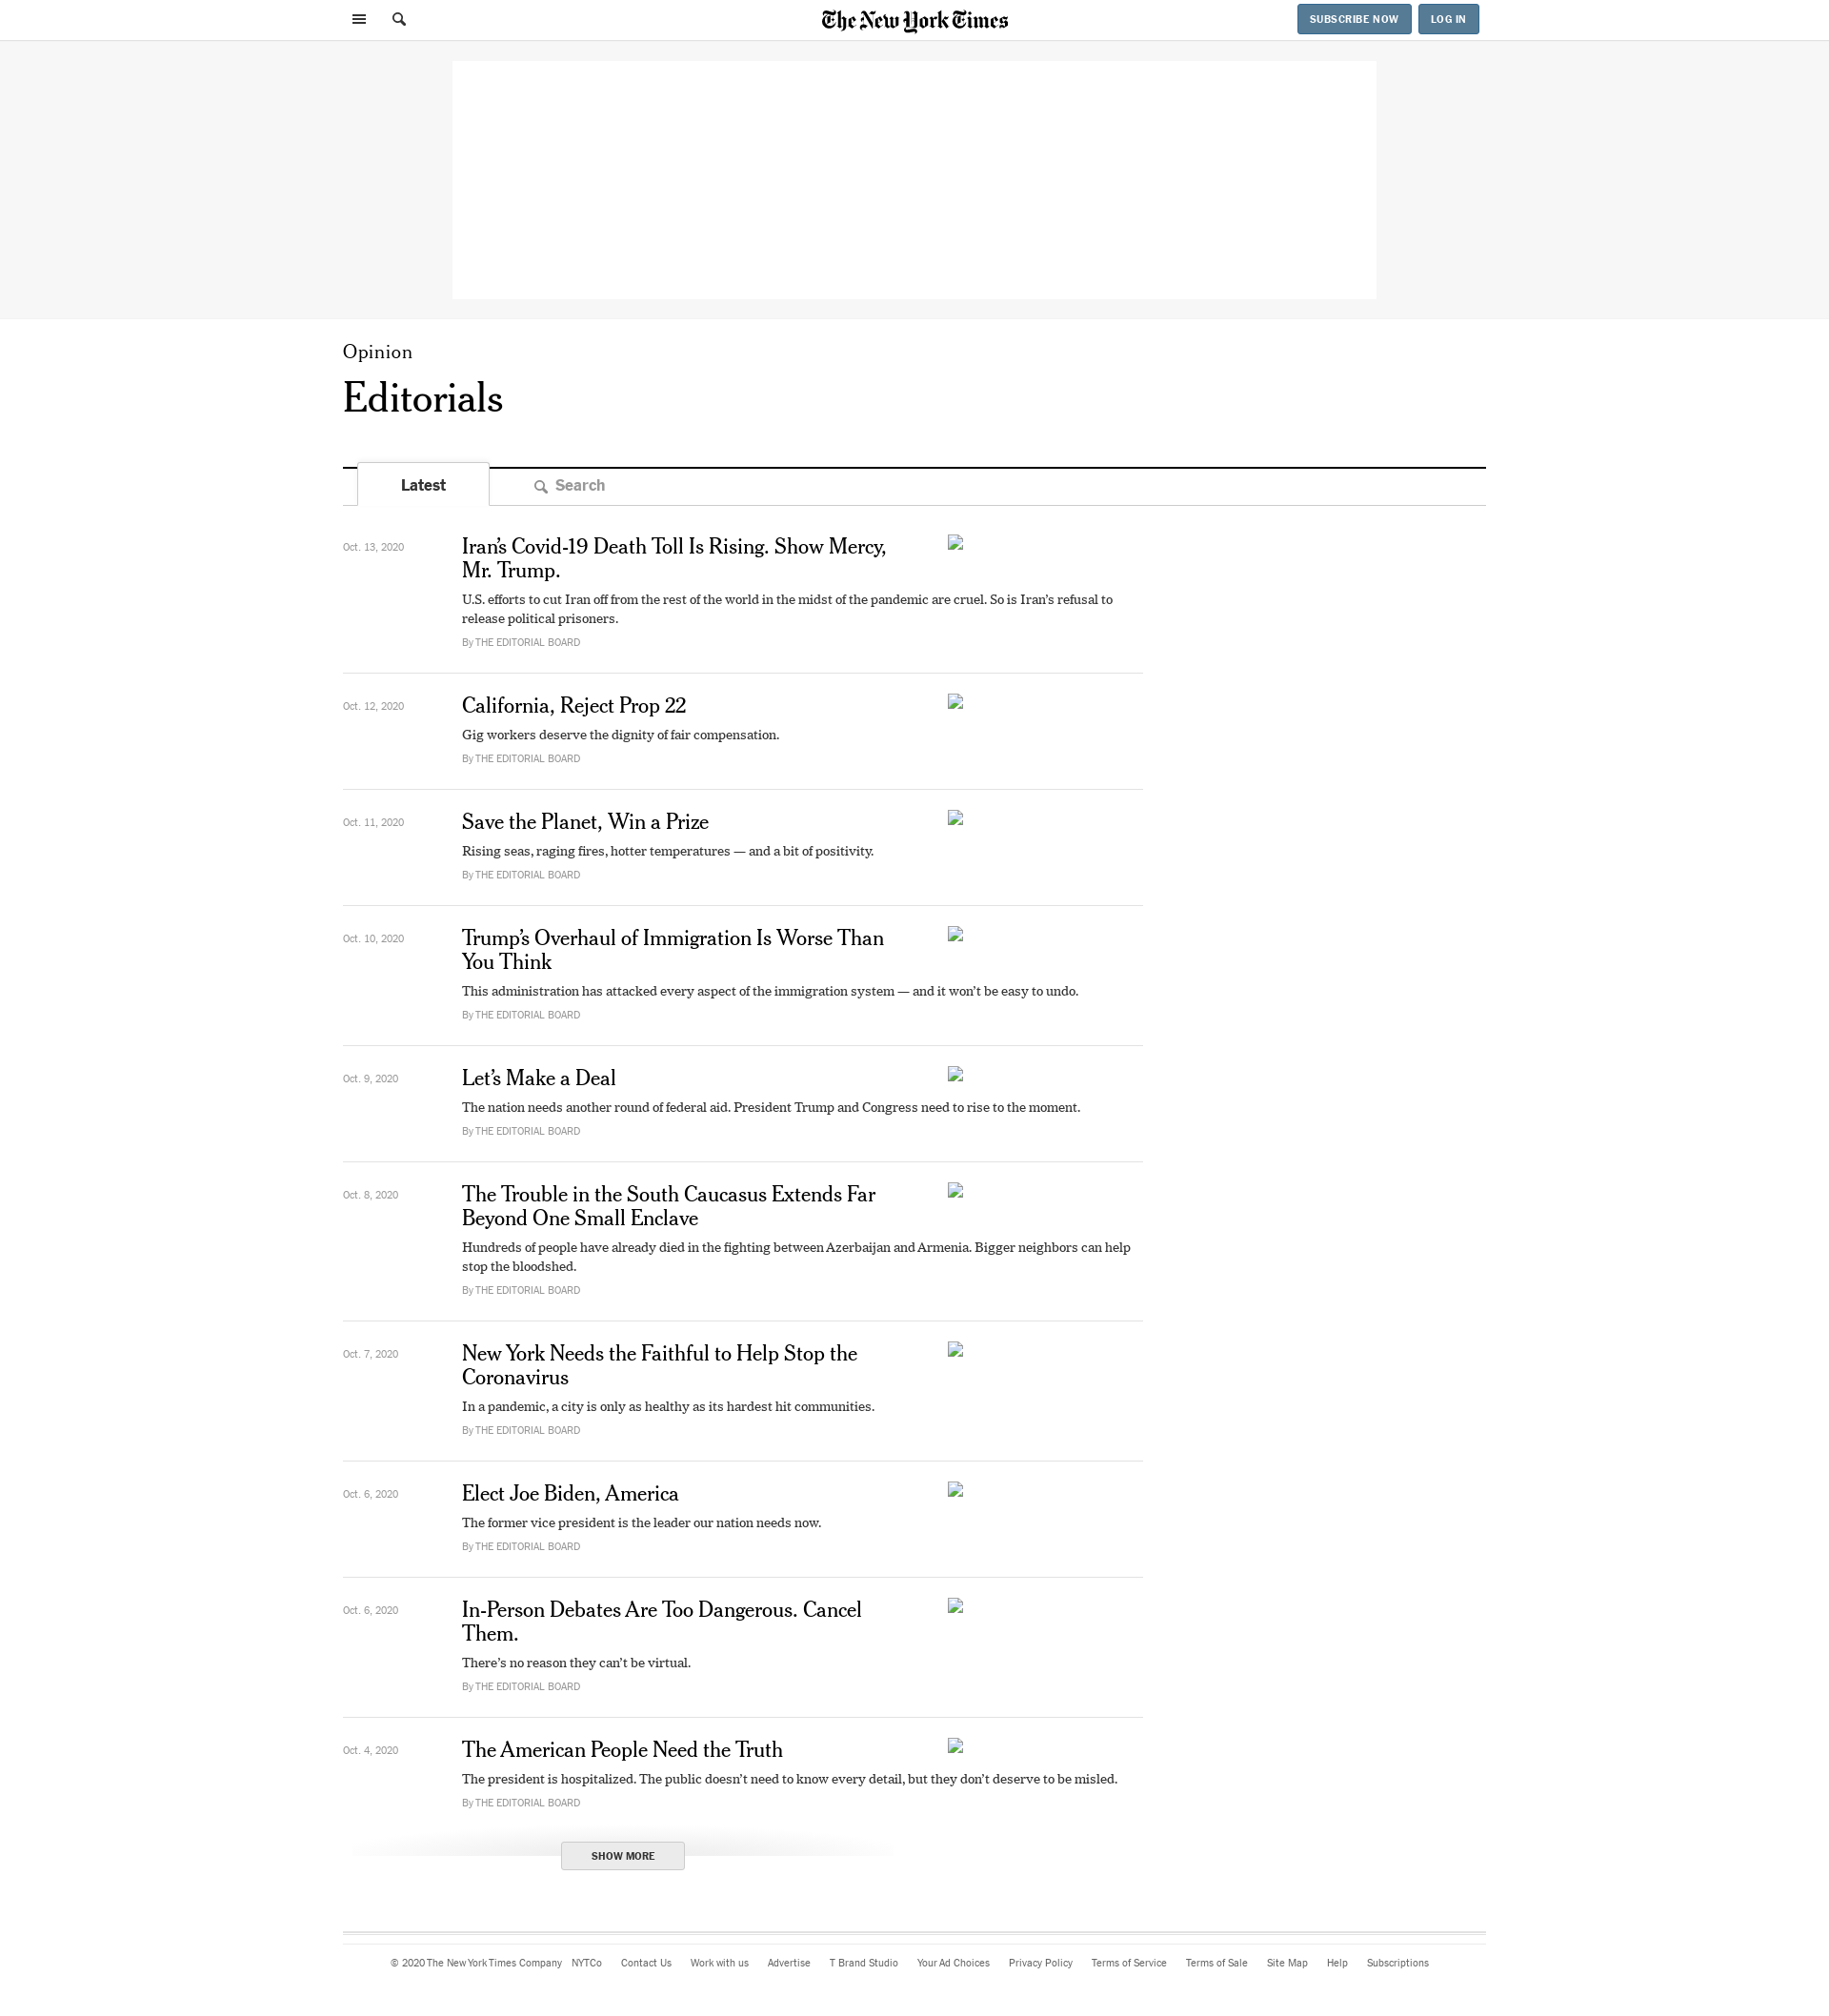 The New York Times
SUBSCRIBE NOW
LOG IN
Opinion
Editorials
Latest
Search
Oct. 13, 2020
Iran’s Covid-19 Death Toll Is Rising. Show Mercy,
Mr. Trump.
U.S. efforts to cut Iran off from the rest of the world in the midst of the pandemic are cruel. So is Iran’s refusal to
release political prisoners.
By THE EDITORIAL BOARD
Oct. 12, 2020
California, Reject Prop 22
Gig workers deserve the dignity of fair compensation.
By THE EDITORIAL BOARD
Oct. 11, 2020
Save the Planet, Win a Prize
Rising seas, raging fires, hotter temperatures — and a bit of positivity.
By THE EDITORIAL BOARD
Oct. 10, 2020
Trump’s Overhaul of Immigration Is Worse Than
You Think
This administration has attacked every aspect of the immigration system — and it won’t be easy to undo.
By THE EDITORIAL BOARD
Oct. 9, 2020
Let’s Make a Deal
The nation needs another round of federal aid. President Trump and Congress need to rise to the moment.
By THE EDITORIAL BOARD
Oct. 8, 2020
The Trouble in the South Caucasus Extends Far
Beyond One Small Enclave
Hundreds of people have already died in the fighting between Azerbaijan and Armenia. Bigger neighbors can help
stop the bloodshed.
By THE EDITORIAL BOARD
Oct. 7, 2020
New York Needs the Faithful to Help Stop the
Coronavirus
In a pandemic, a city is only as healthy as its hardest hit communities.
By THE EDITORIAL BOARD
Oct. 6, 2020
Elect Joe Biden, America
The former vice president is the leader our nation needs now.
By THE EDITORIAL BOARD
Oct. 6, 2020
In-Person Debates Are Too Dangerous. Cancel
Them.
There’s no reason they can’t be virtual.
By THE EDITORIAL BOARD
Oct. 4, 2020
The American People Need the Truth
The president is hospitalized. The public doesn’t need to know every detail, but they don’t deserve to be misled.
By THE EDITORIAL BOARD
SHOW MORE
© 2020 The New York Times Company NYTCo Contact Us Work with us Advertise T Brand Studio Your Ad Choices Privacy Policy Terms of Service Terms of Sale Site Map Help Subscriptions